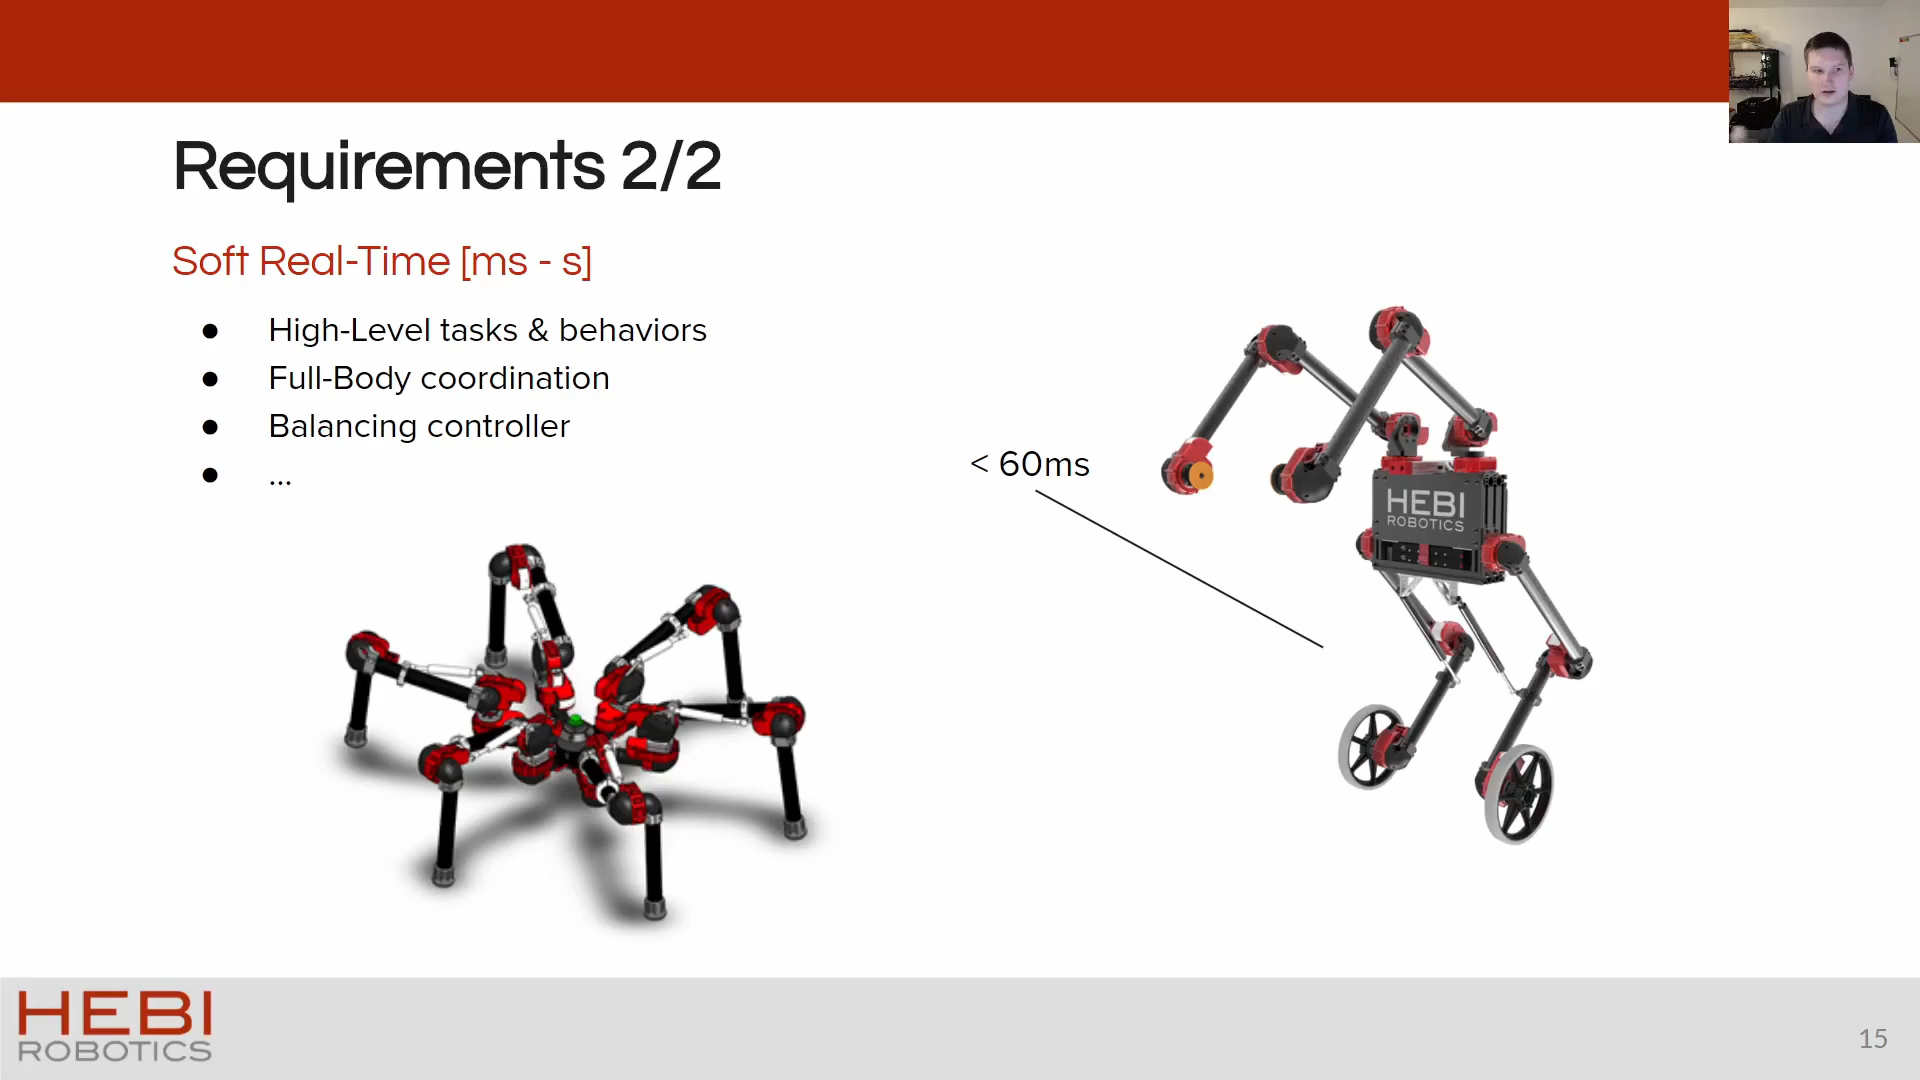 Requirements 2/2
Soft Real-Time [ms - s]
● High-Level tasks & behaviors
● Full-Body coordination
● Balancing controller
● ...
< 60ms
HEBI
ROBOTICS
HEBI
ROBOTICS
15